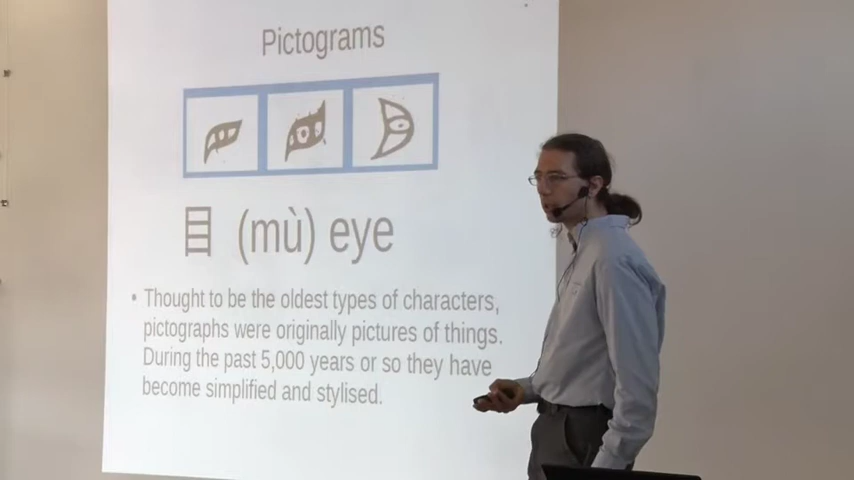 Pictograms
目 (mù) eye
• Thought to be the oldest types of characters,
pictographs were originally pictures of things.
During the past 5,000 years or so they have
become simplified and stylised.